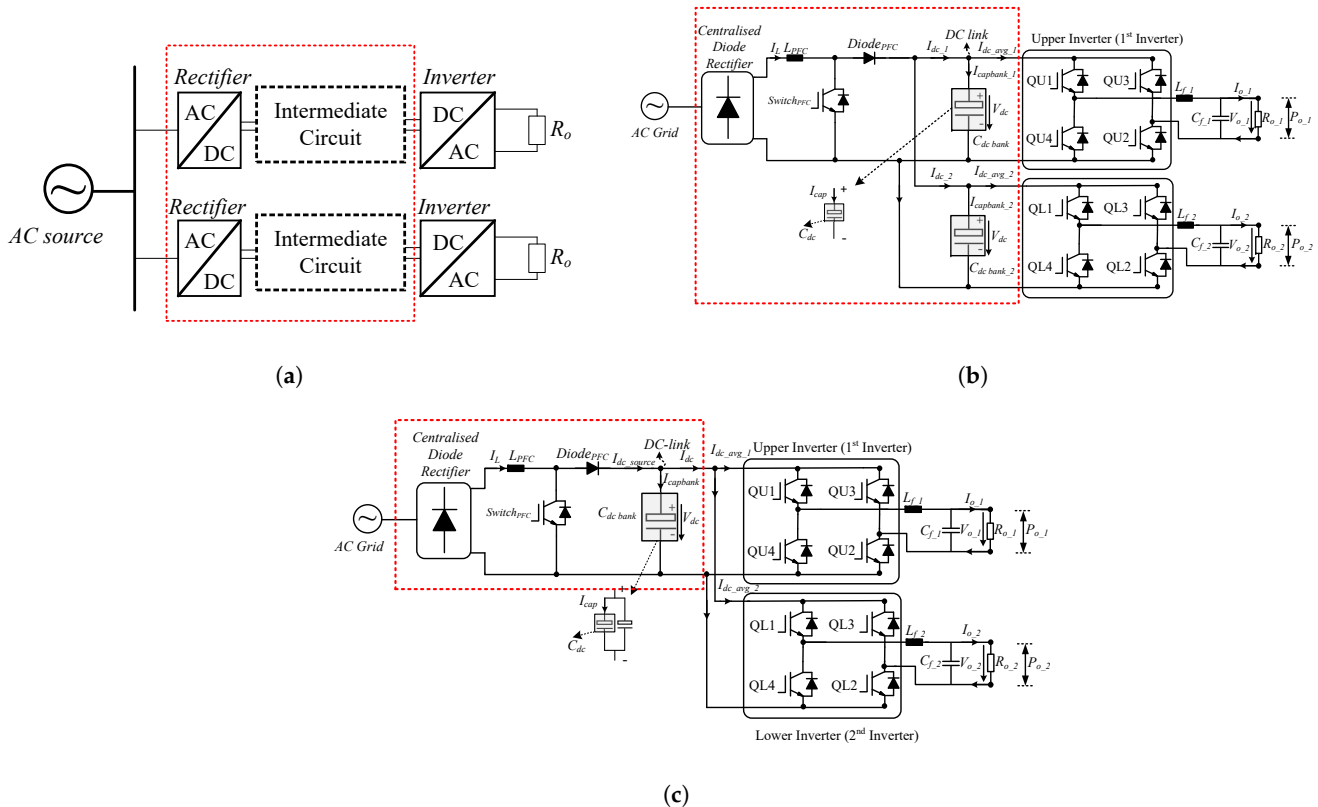 Rectifier
AC
DC
Intermediate
Circuit
Inverter
DC
AC
R_o
AC source
Rectifier
AC
DC
Intermediate
Circuit
Inverter
DC
AC
R_o
(a)
Centralised
Diode
Rectifier
I_L L_PFC
Diode_PFC
I_dc_1
DC link
I_dc_avg_1
Upper Inverter (1st Inverter)
I_capbank_1
Switch_PFC
+
-
V_dc
C_dc bank
AC Grid
QU1
QU3
QU4
QU2
L_f_1
I_o_1
C_f_1
V_o_1
R_o_1
P_o_1
I_dc_2
I_dc_avg_2
I_capbank_2
I_cap
+
-
C_dc
+
-
V_dc
C_dc bank_2
QL1
QL3
QL4
QL2
L_f_2
I_o_2
C_f_2
V_o_2
R_o_2
P_o_2
(b)
Centralised
Diode
Rectifier
I_L L_PFC
Diode_PFC
I_dc_source
DC-link
I_dc
I_dc_avg_1
Upper Inverter (1st Inverter)
I_capbank
Switch_PFC
C_dc bank
+
-
V_dc
AC Grid
QU1
QU3
QU4
QU2
L_f_1
I_o_1
C_f_1
V_o_1
R_o_1
P_o_1
I_dc_avg_2
I_cap
+
-
C_dc
QL1
QL3
QL4
QL2
L_f_2
I_o_2
C_f_2
V_o_2
R_o_2
P_o_2
Lower Inverter (2nd Inverter)
(c)